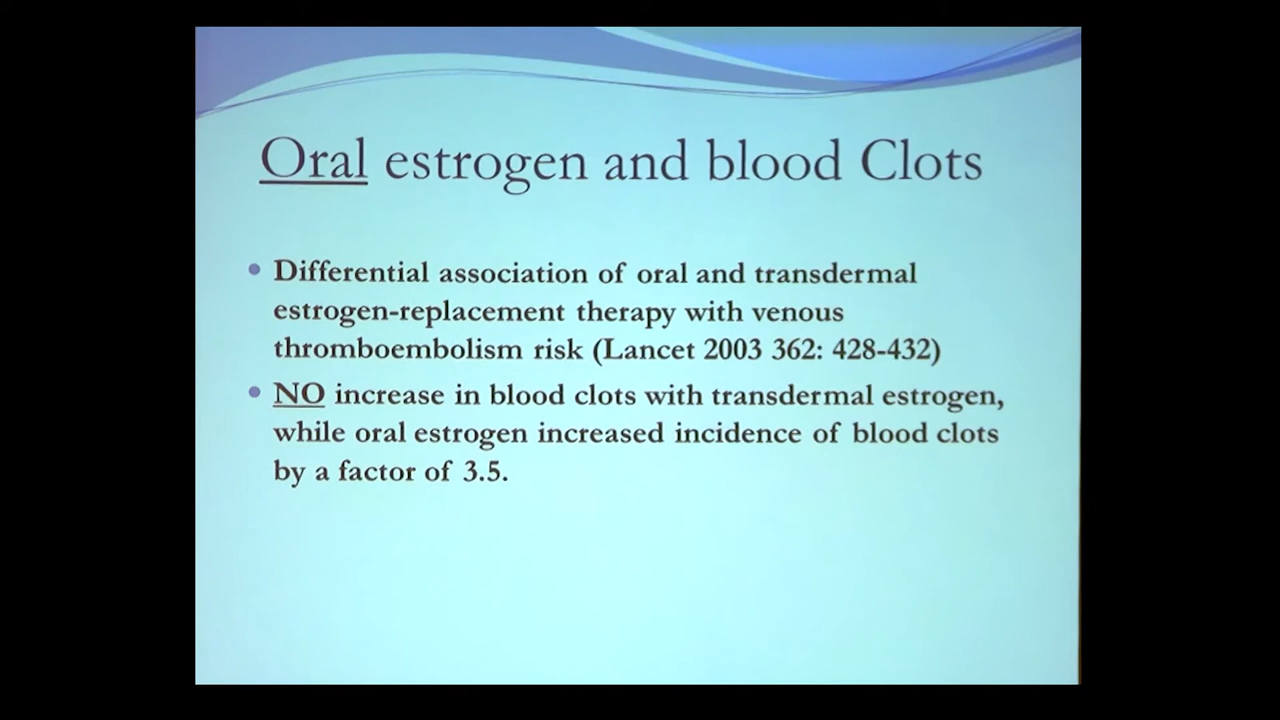 Oral estrogen and blood Clots
• Differential association of oral and transdermal
estrogen-replacement therapy with venous
thromboembolism risk (Lancet 2003 362: 428-432)
• NO increase in blood clots with transdermal estrogen,
while oral estrogen increased incidence of blood clots
by a factor of 3.5.